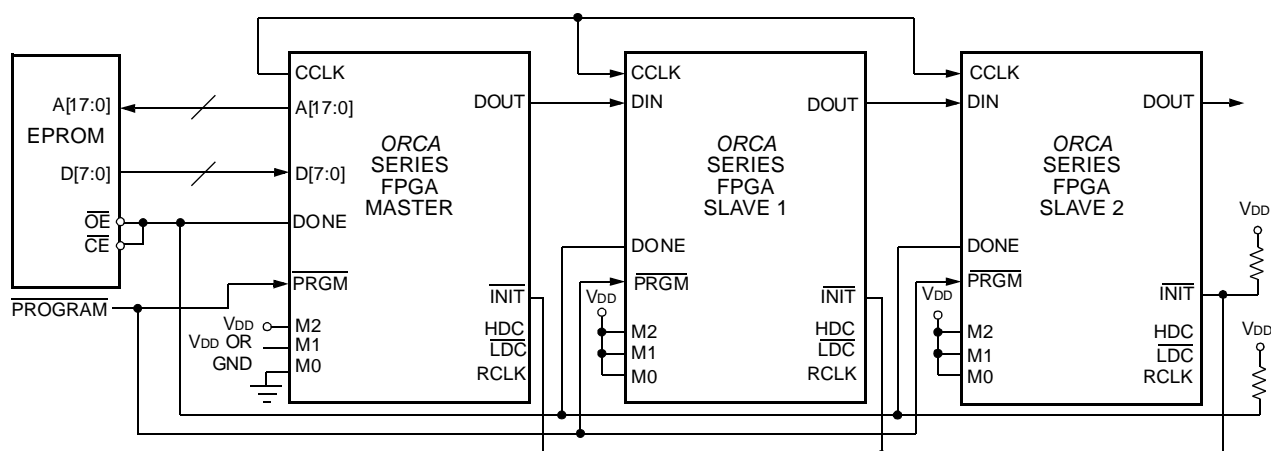 EPROM
A[17:0]
D[7:0]
OE
CE
PROGRAM
CCLK
A[17:0]
D[7:0]
DONE
PRGM
VDD
M2
VDD OR
GND
M1
M0
DOUT
ORCA
SERIES
FPGA
MASTER
INIT
HDC
LDC
RCLK
CCLK
DIN
DOUT
ORCA
SERIES
FPGA
SLAVE 1
DONE
PRGM
VDD
M2
M1
M0
INIT
HDC
LDC
RCLK
CCLK
DIN
DOUT
ORCA
SERIES
FPGA
SLAVE 2
DONE
PRGM
VDD
M2
M1
M0
INIT
HDC
LDC
RCLK
VDD
VDD